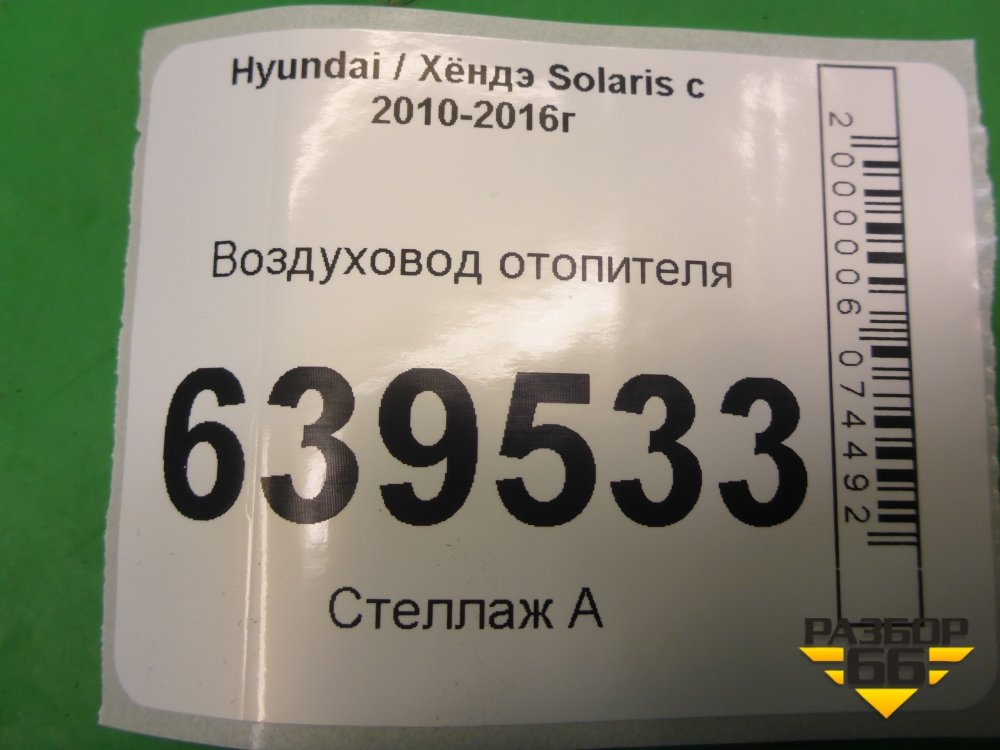 Hyundai / Хёндэ Solaris с
2010-2016г
Воздуховод отопителя
639533
Стеллаж А
2000006074492
РАЗБОР
66